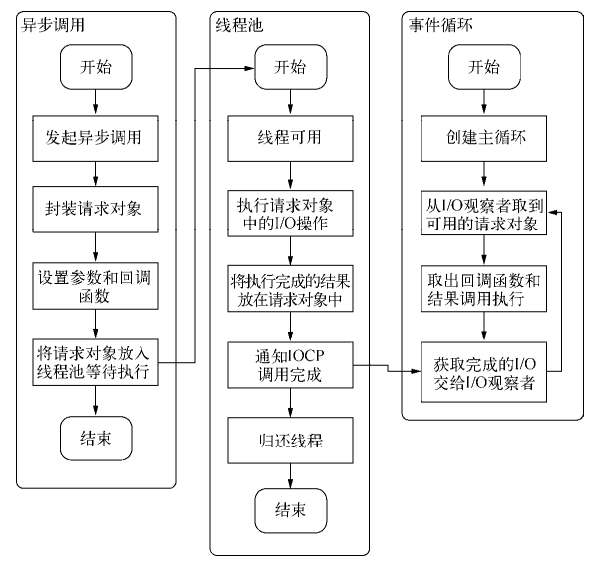 异步调用
开始
发起异步调用
封装请求对象
设置参数和回调
函数
将请求对象放入
线程池等待执行
结束
线程池
开始
线程可用
执行请求对象
中的I/O操作
将执行完成的结果
放在请求对象中
通知IOCP
调用完成
归还线程
结束
事件循环
开始
创建主循环
从I/O观察者取到
可用的请求对象
取出回调函数和
结果调用执行
获取完成的I/O
交给I/O观察者